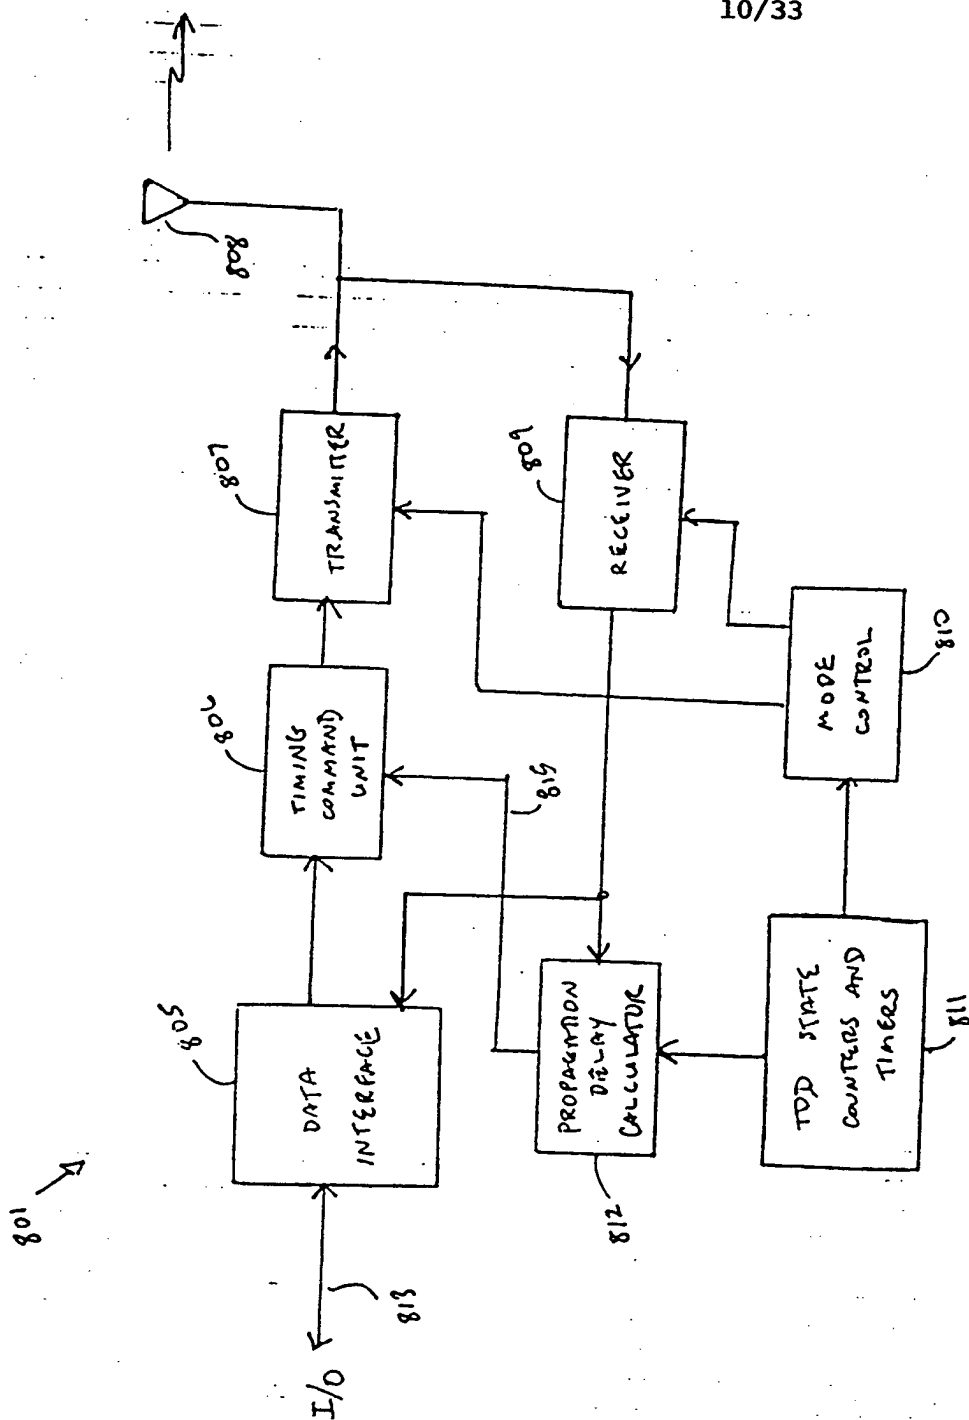 10/33
801
I/O
813
805
DATA
INTERFACE
806
TIMING
COMMAND
UNIT
807
TRANSMITTER
808
815
812
PROPAGATION
DELAY
CALCULATOR
809
RECEIVER
811
TDD STATE
COUNTERS AND
TIMERS
810
MODE
CONTROL